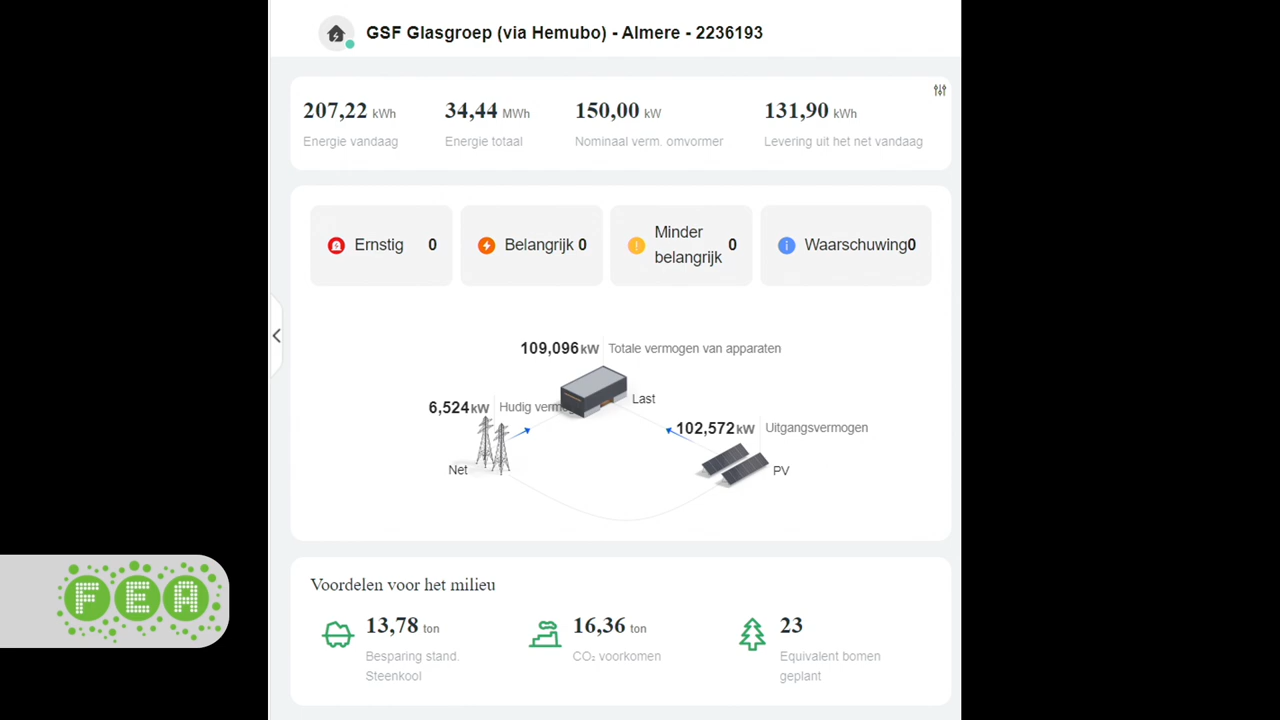 GSF Glasgroep (via Hemubo) - Almere - 2236193
207,22 kWh
34,44 MWh
150,00 kW
131,90 kWh
Energie vandaag
Energie totaal
Nominaal verm. omvormer
Levering uit het net vandaag
Ernstig 0
Belangrijk 0
Minder belangrijk 0
Waarschuwing 0
109,096 kW Totale vermogen van apparaten
Last
6,524 kW Hudig
102,572 kW Uitgangsvermogen
Net
PV
FEA
Voordelen voor het milieu
13,78 ton
Besparing stand.
Steenkool
16,36 ton
CO₂ voorkomen
23
Equivalent bomen
geplant